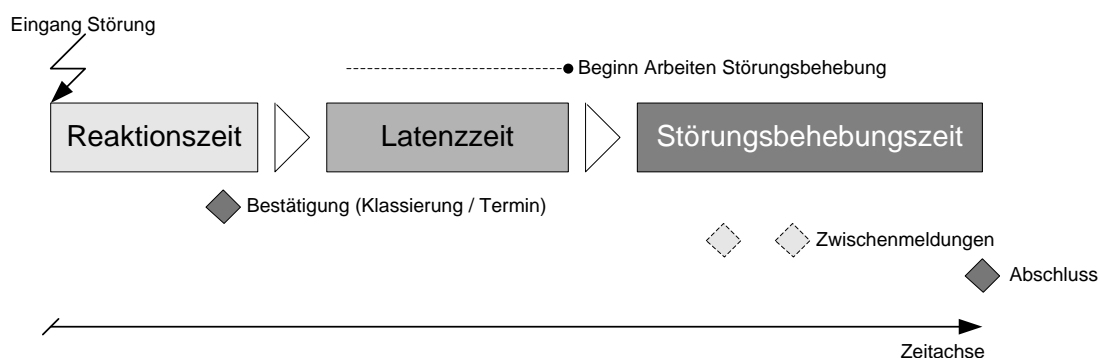 Eingang Störung
Beginn Arbeiten Störungsbehebung
Reaktionszeit
Latenzzeit
Störungsbehebungszeit
Bestätigung (Klassierung / Termin)
Zwischenmeldungen
Abschluss
Zeitachse